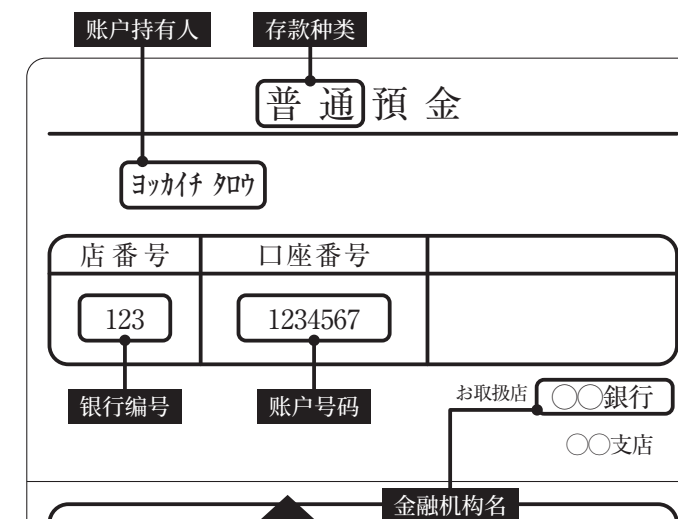 账户持有人 存款种类
普通預金
ヨッカイチ タロウ
店番号 口座番号
123 1234567
银行编号 账户号码
お取扱店 ○○銀行
○○支店
金融机构名